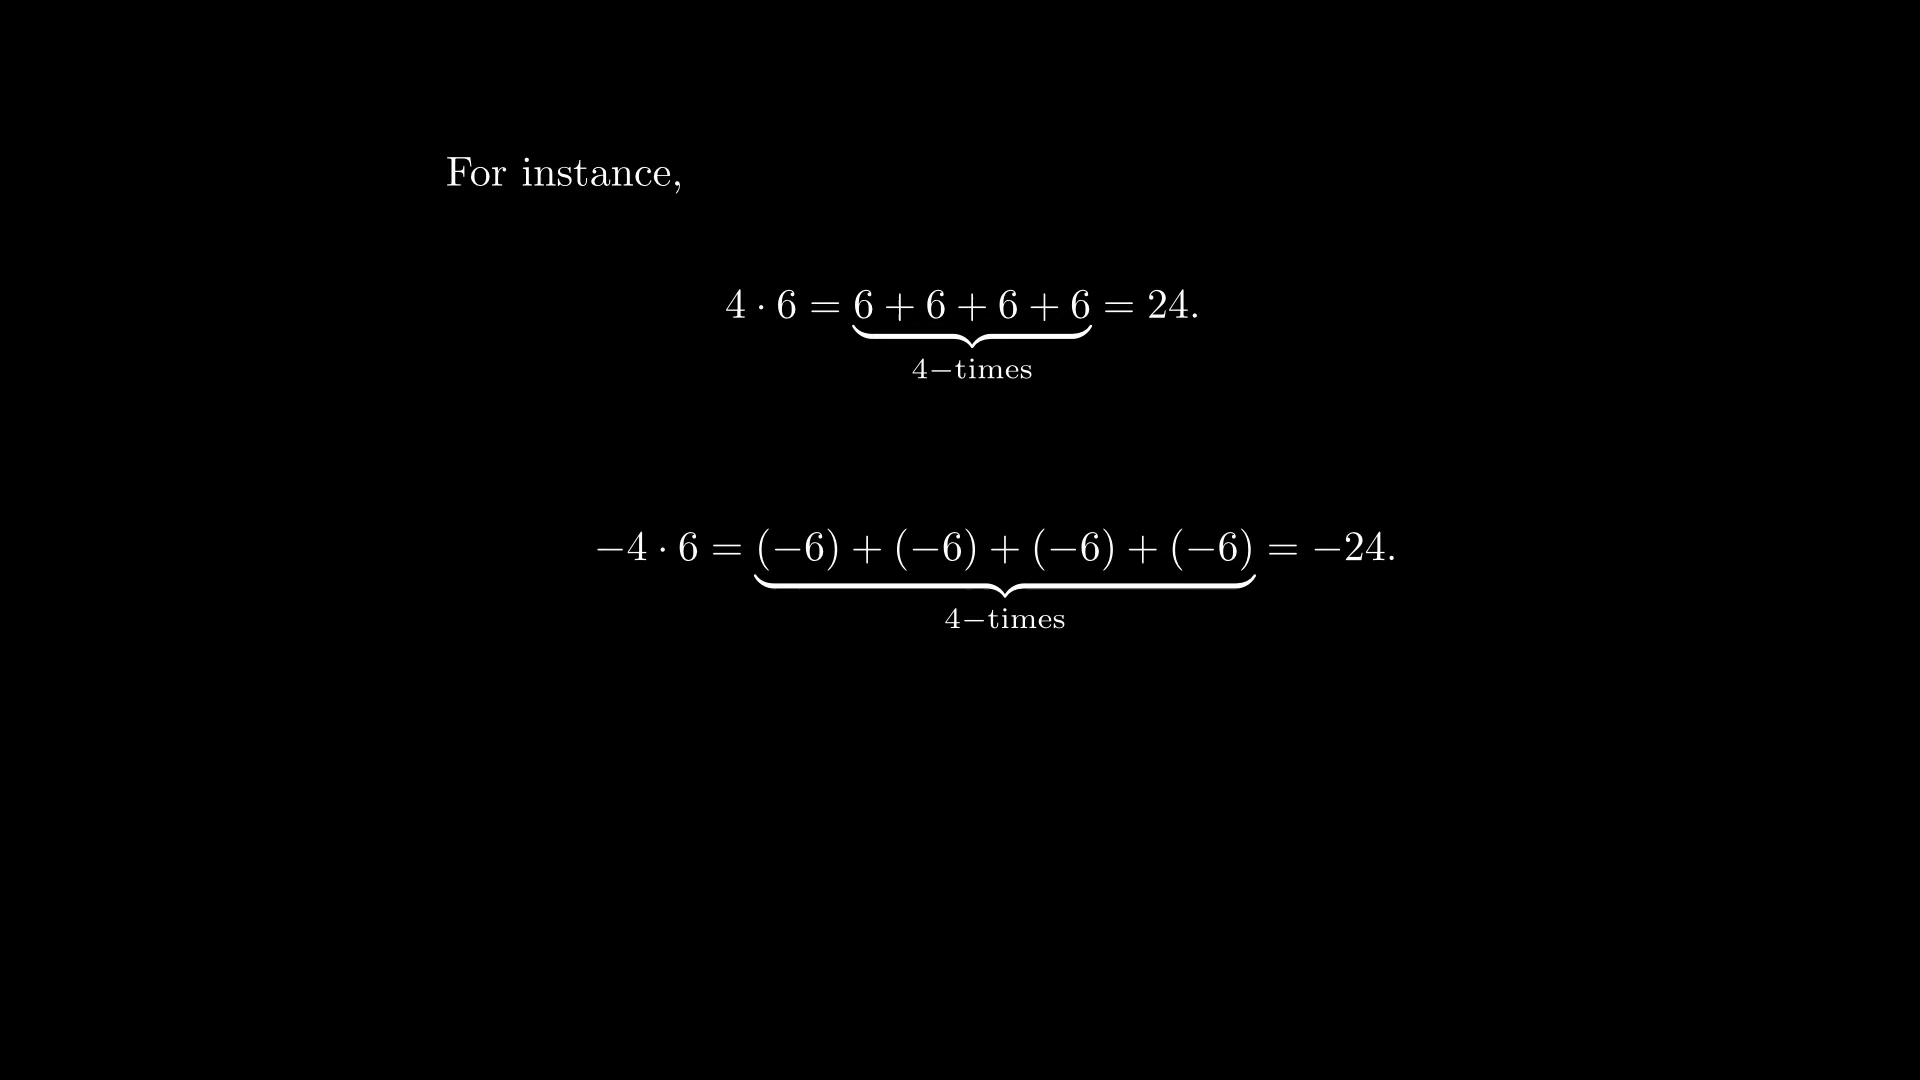 For instance,
4 · 6 = 6 + 6 + 6 + 6 = 24.
4−times
−4 · 6 = (−6) + (−6) + (−6) + (−6) = −24.
4−times